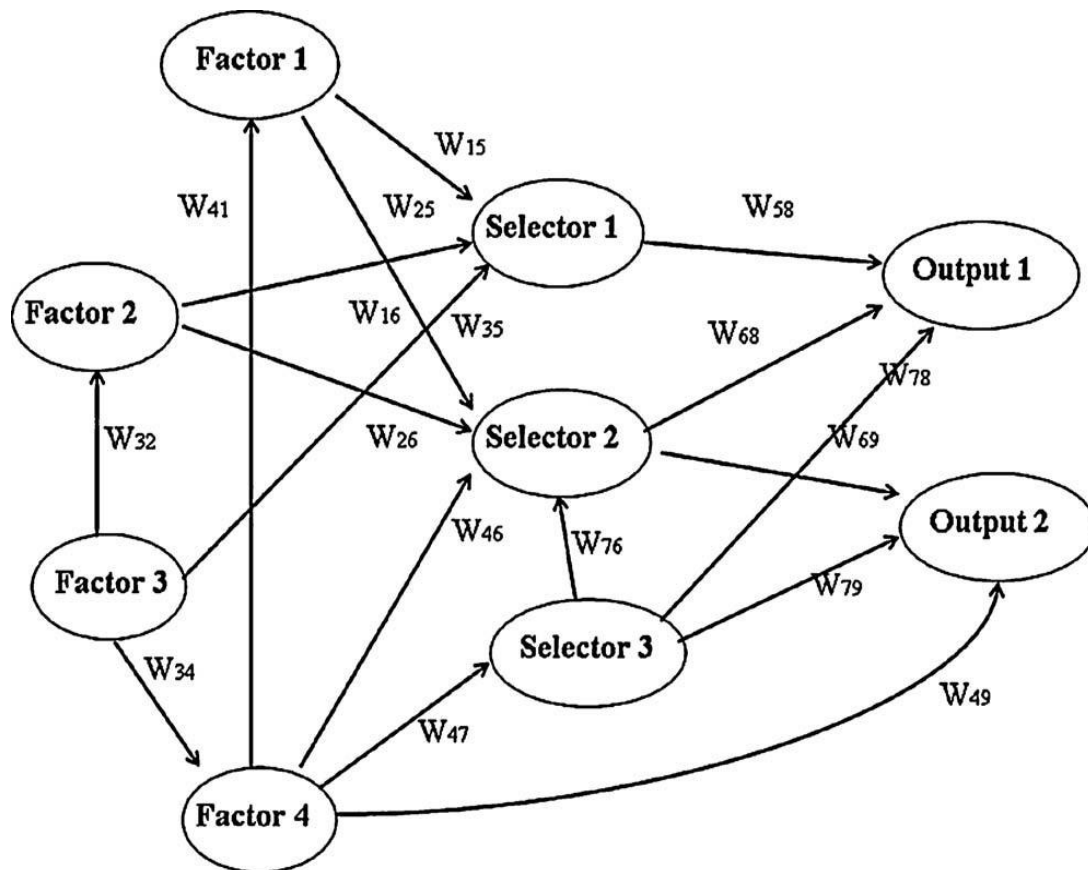 Factor 1
W15
W41
W25
Selector 1
W58
Output 1
Factor 2
W16
W35
W68
W78
W32
W26
Selector 2
W69
W46
W76
Output 2
Factor 3
W79
Selector 3
W34
W49
W47
Factor 4